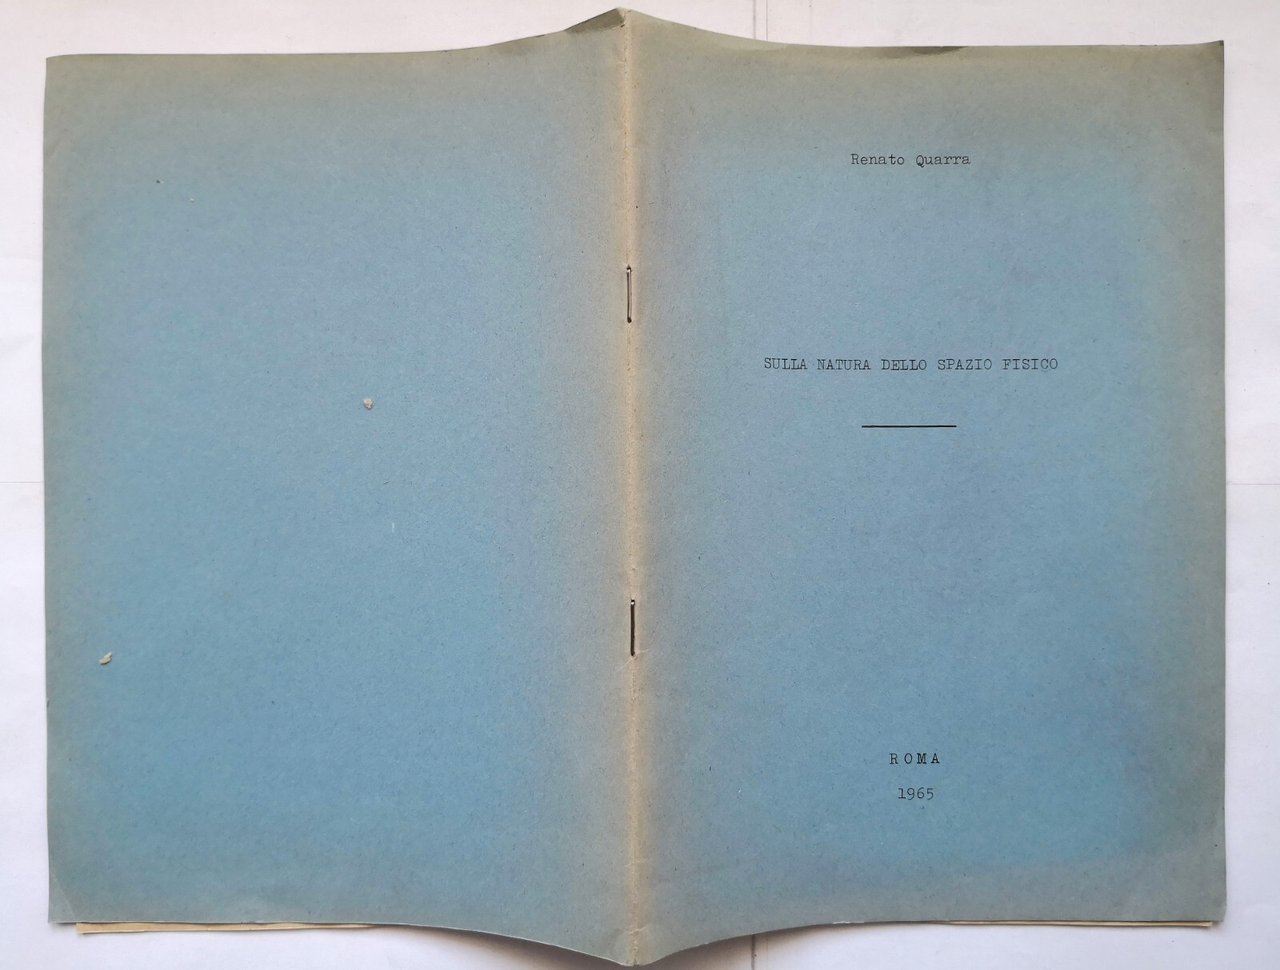 Renato Quarra
SULLA NATURA DELLO SPAZIO FISICO
ROMA
1965